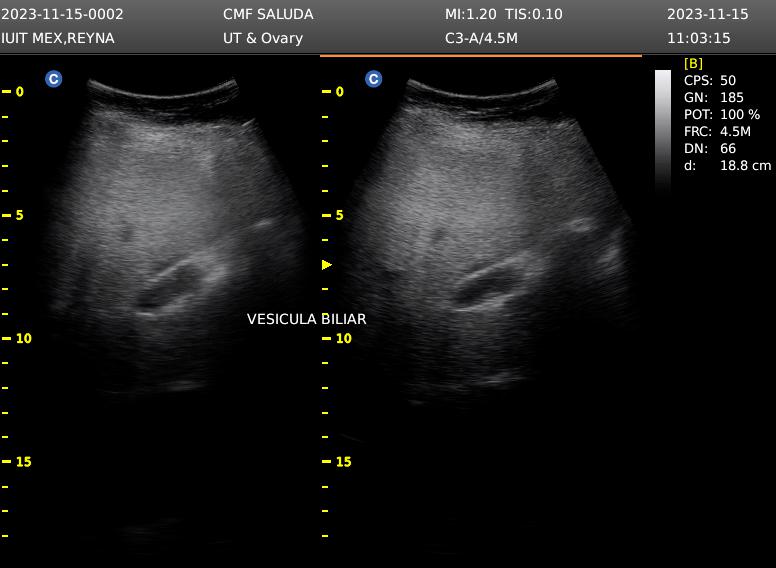 2023-11-15-0002 CMF SALUDA MI:1.20 TIS:0.10 2023-11-15
IUIT MEX,REYNA UT & Ovary C3-A/4.5M 11:03:15
C C [B]
0 0 CPS: 50
GN: 185
POT: 100 %
FRC: 4.5M
DN: 66
d: 18.8 cm
5 5
VESICULA BILIAR
10 10
15 15